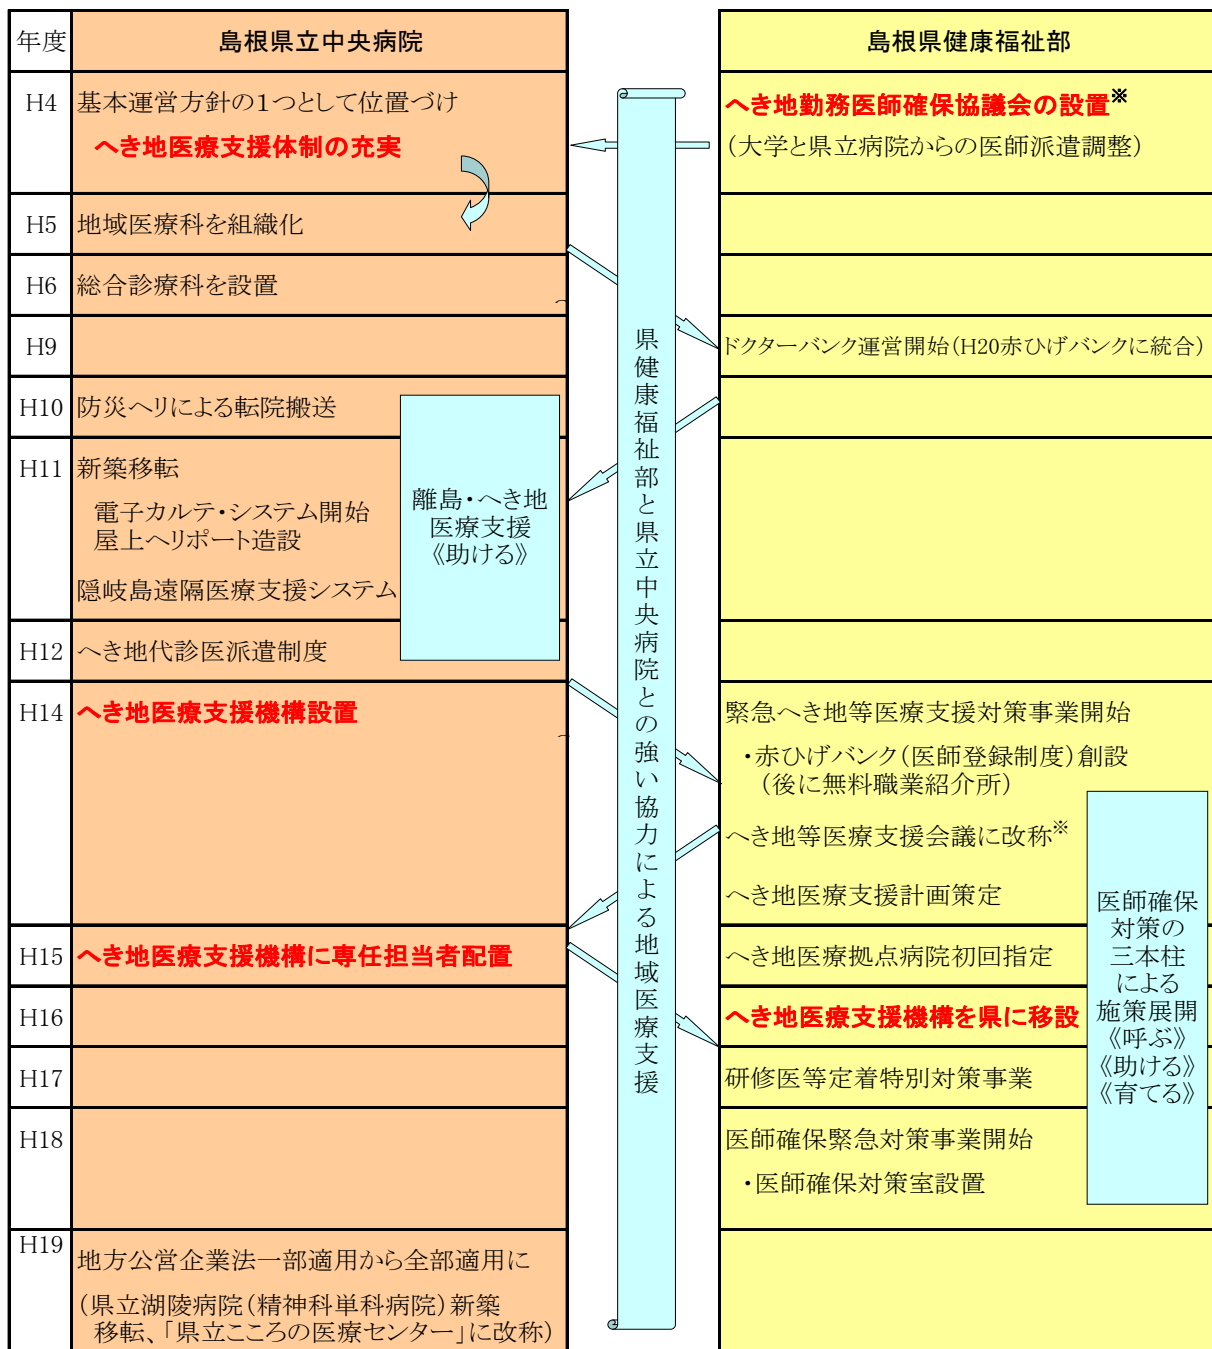 年度 島根県立中央病院 島根県健康福祉部
H4 基本運営方針の1つとして位置づけ
へき地医療支援体制の充実
へき地勤務医師確保協議会の設置※
(大学と県立病院からの医師派遣調整)
H5 地域医療科を組織化
H6 総合診療科を設置
H9
ドクターバンク運営開始(H20赤ひげバンクに統合)
H10 防災ヘリによる転院搬送
H11 新築移転
電子カルテ・システム開始
屋上ヘリポート造設
隠岐島遠隔医療支援システム
H12 へき地代診医派遣制度
離島・へき地
医療支援
《助ける》
県健康福祉部と県立中央病院との強い協力による地域医療支援
H14 へき地医療支援機構設置
緊急へき地等医療支援対策事業開始
・赤ひげバンク(医師登録制度)創設
(後に無料職業紹介所)
へき地等医療支援会議に改称※
へき地医療支援計画策定
H15 へき地医療支援機構に専任担当者配置
へき地医療拠点病院初回指定
H16
へき地医療支援機構を県に移設
H17
研修医等定着特別対策事業
H18
医師確保緊急対策事業開始
・医師確保対策室設置
医師確保
対策の
三本柱
による
施策展開
《呼ぶ》
《助ける》
《育てる》
H19
地方公営企業法一部適用から全部適用に
(県立湖陵病院(精神科単科病院)新築
移転、「県立こころの医療センター」に改称)